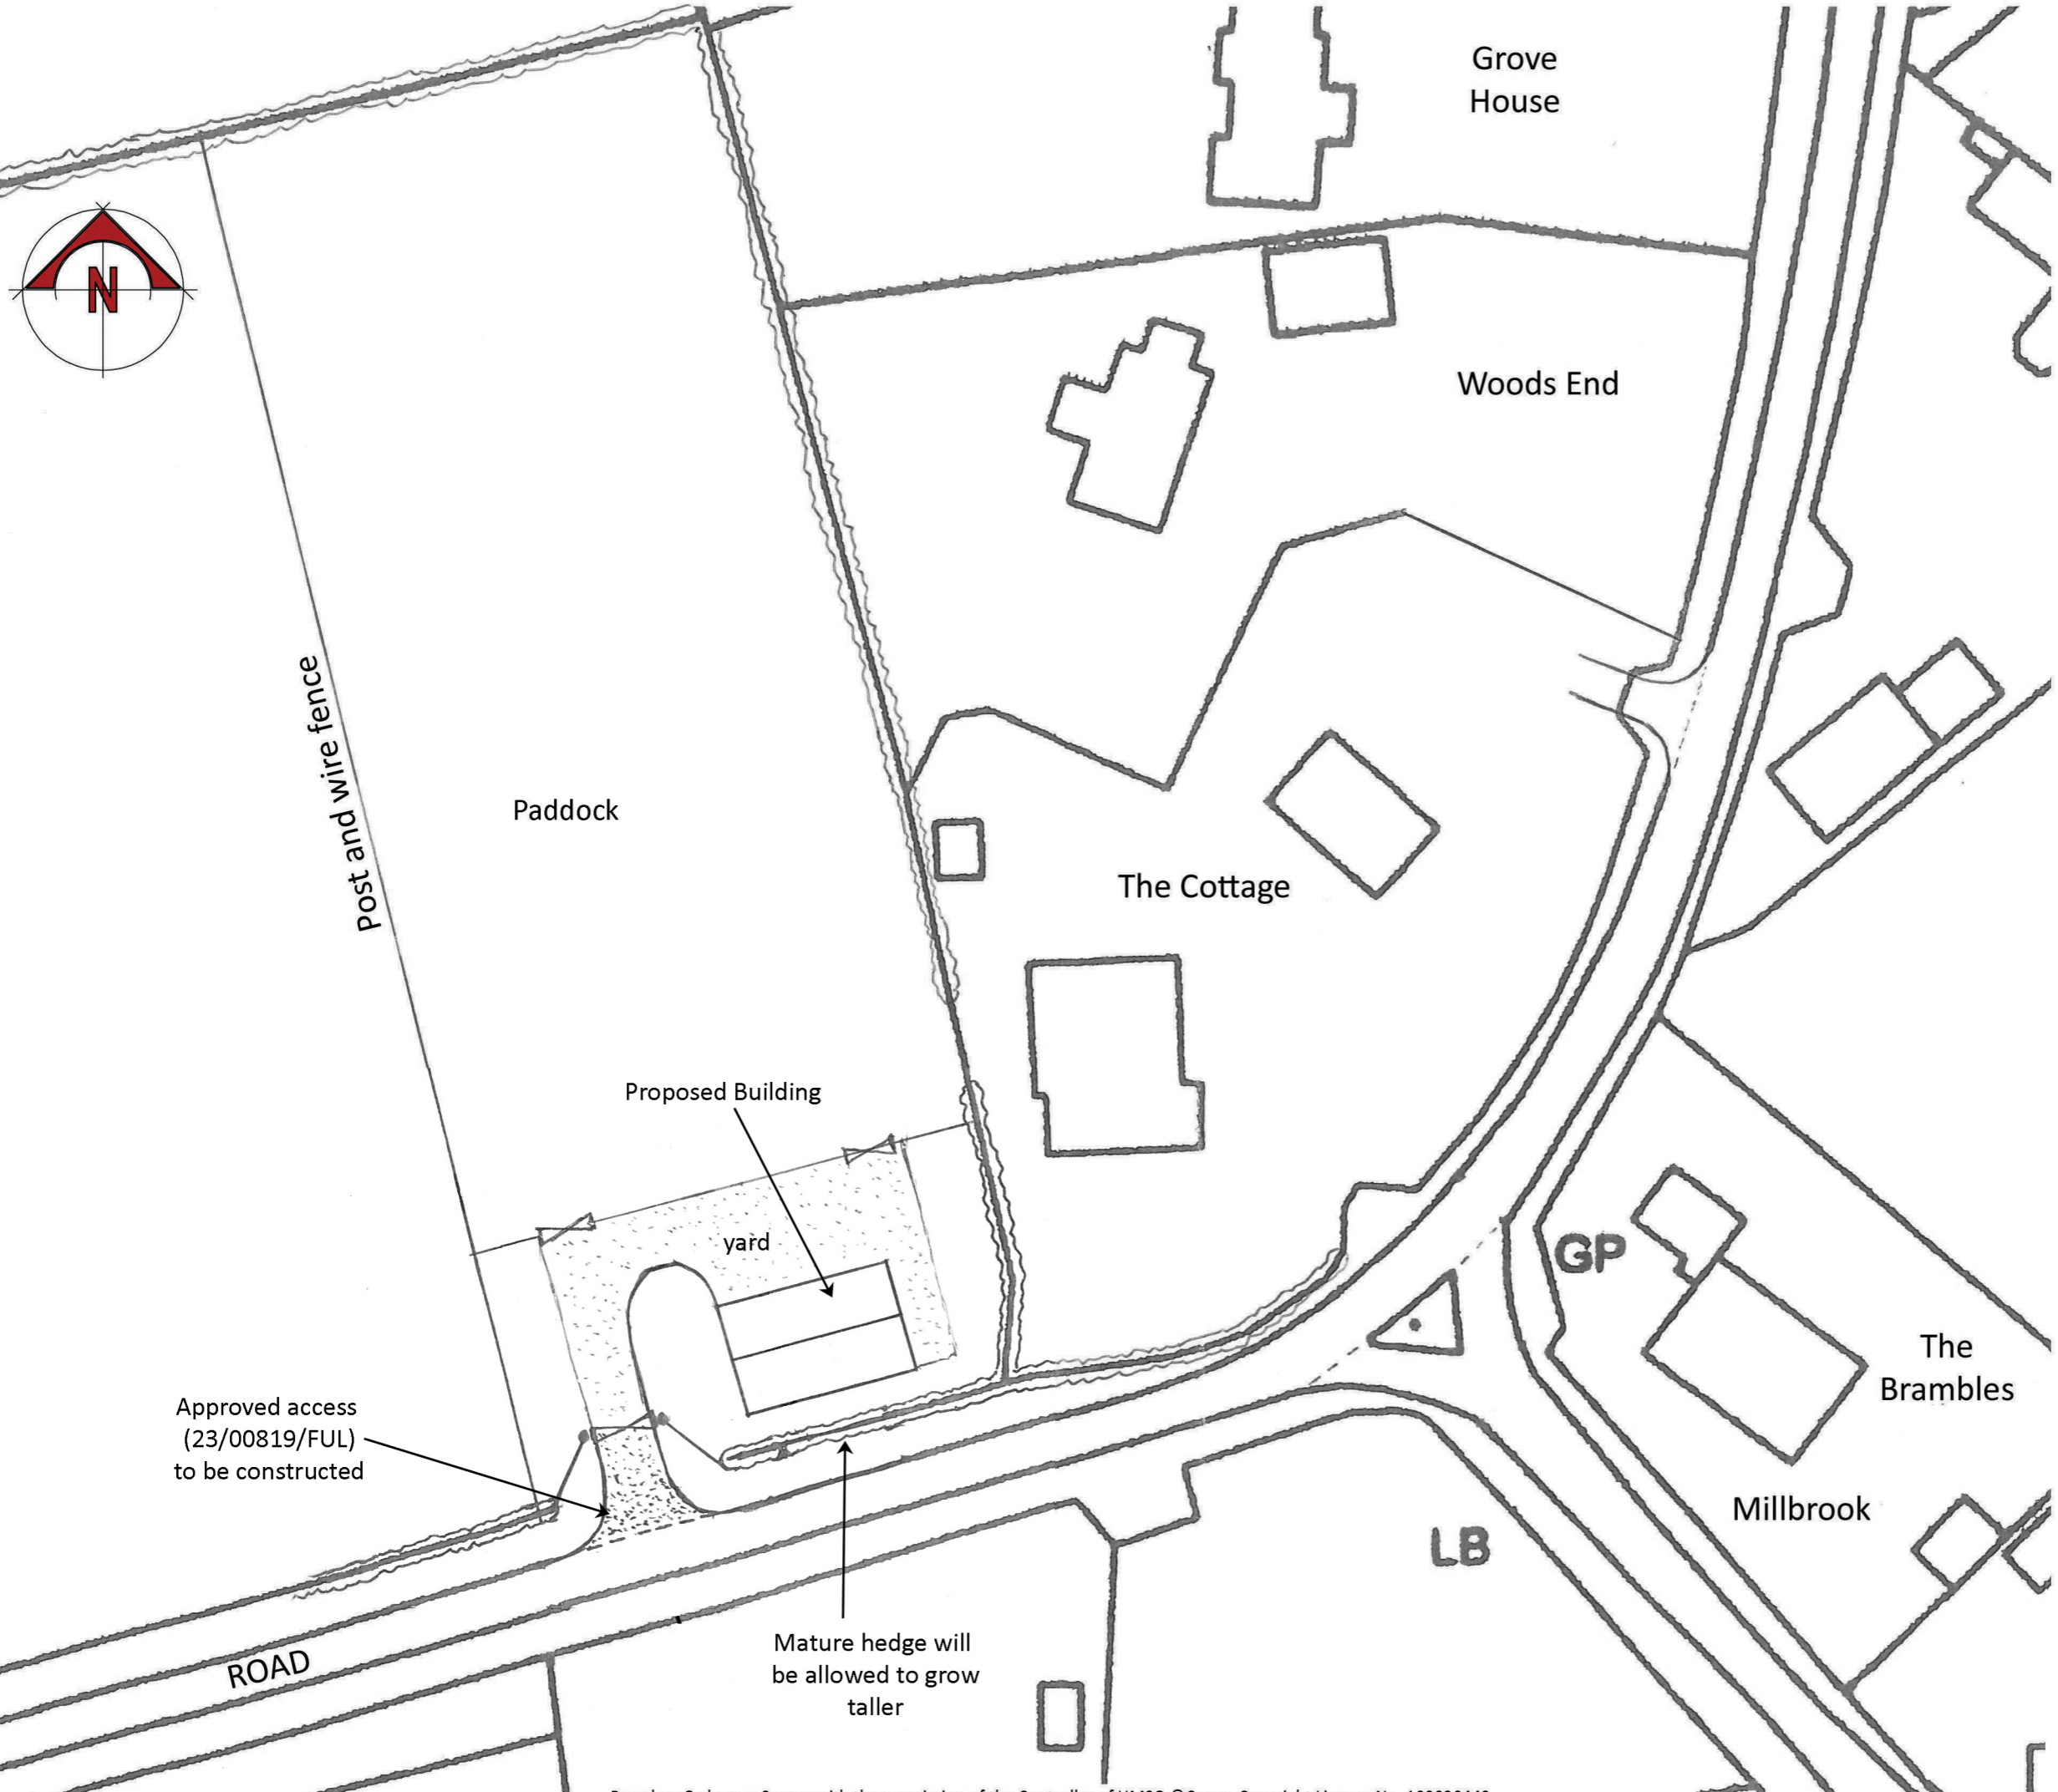 Grove
House
N
Woods End
Post and wire fence
Paddock
The Cottage
Proposed Building
yard
GP
The
Brambles
Approved access
(23/00819/FUL)
to be constructed
Millbrook
LB
Mature hedge will
be allowed to grow
taller
ROAD